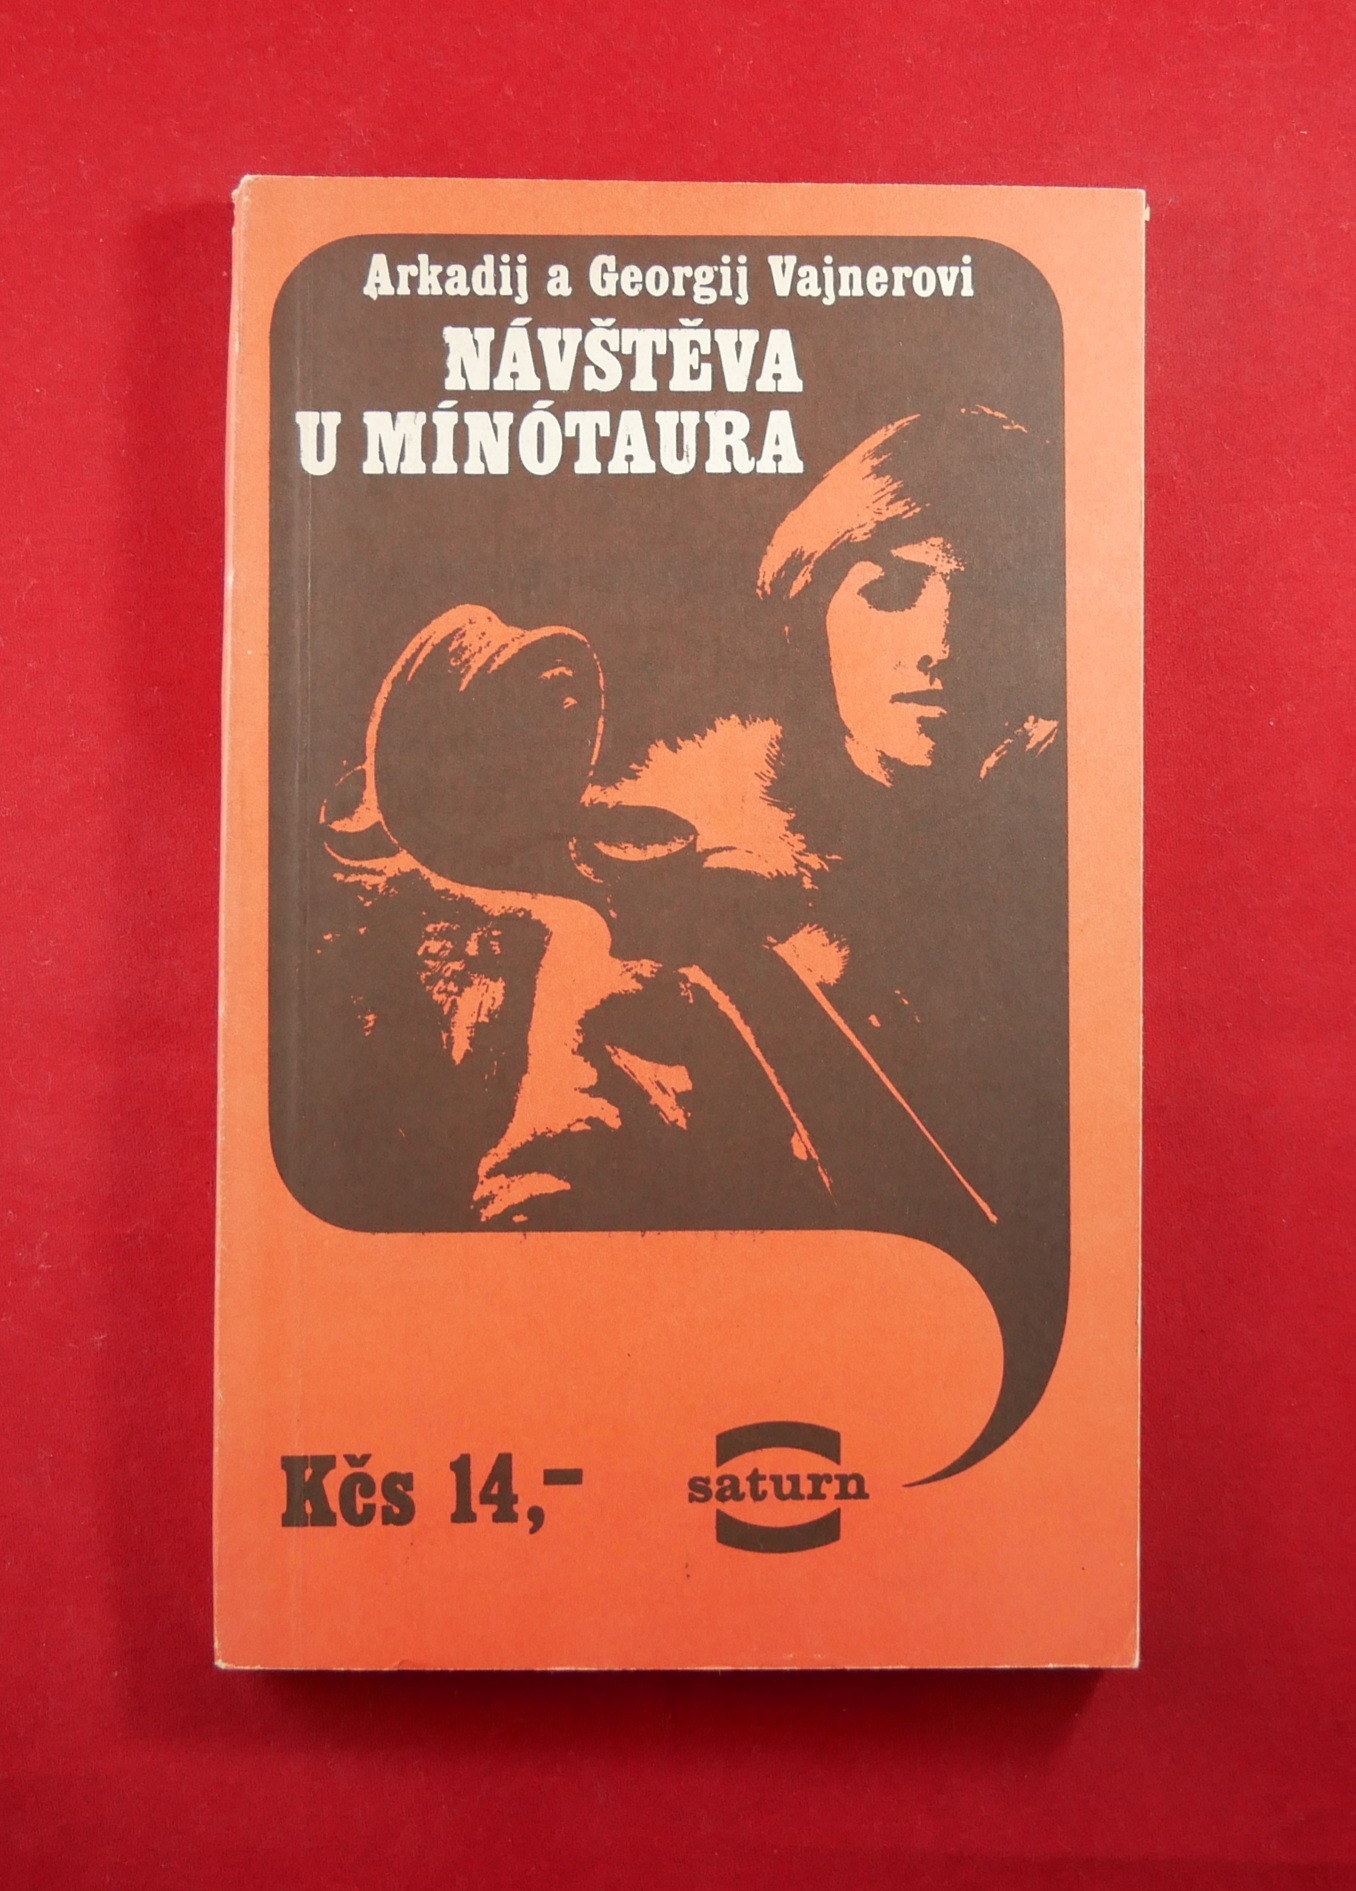 Arkadij a Georgij Vajnerovi
NÁVŠTĚVA
U MÍNÓTAURA
Kčs 14,-
saturn